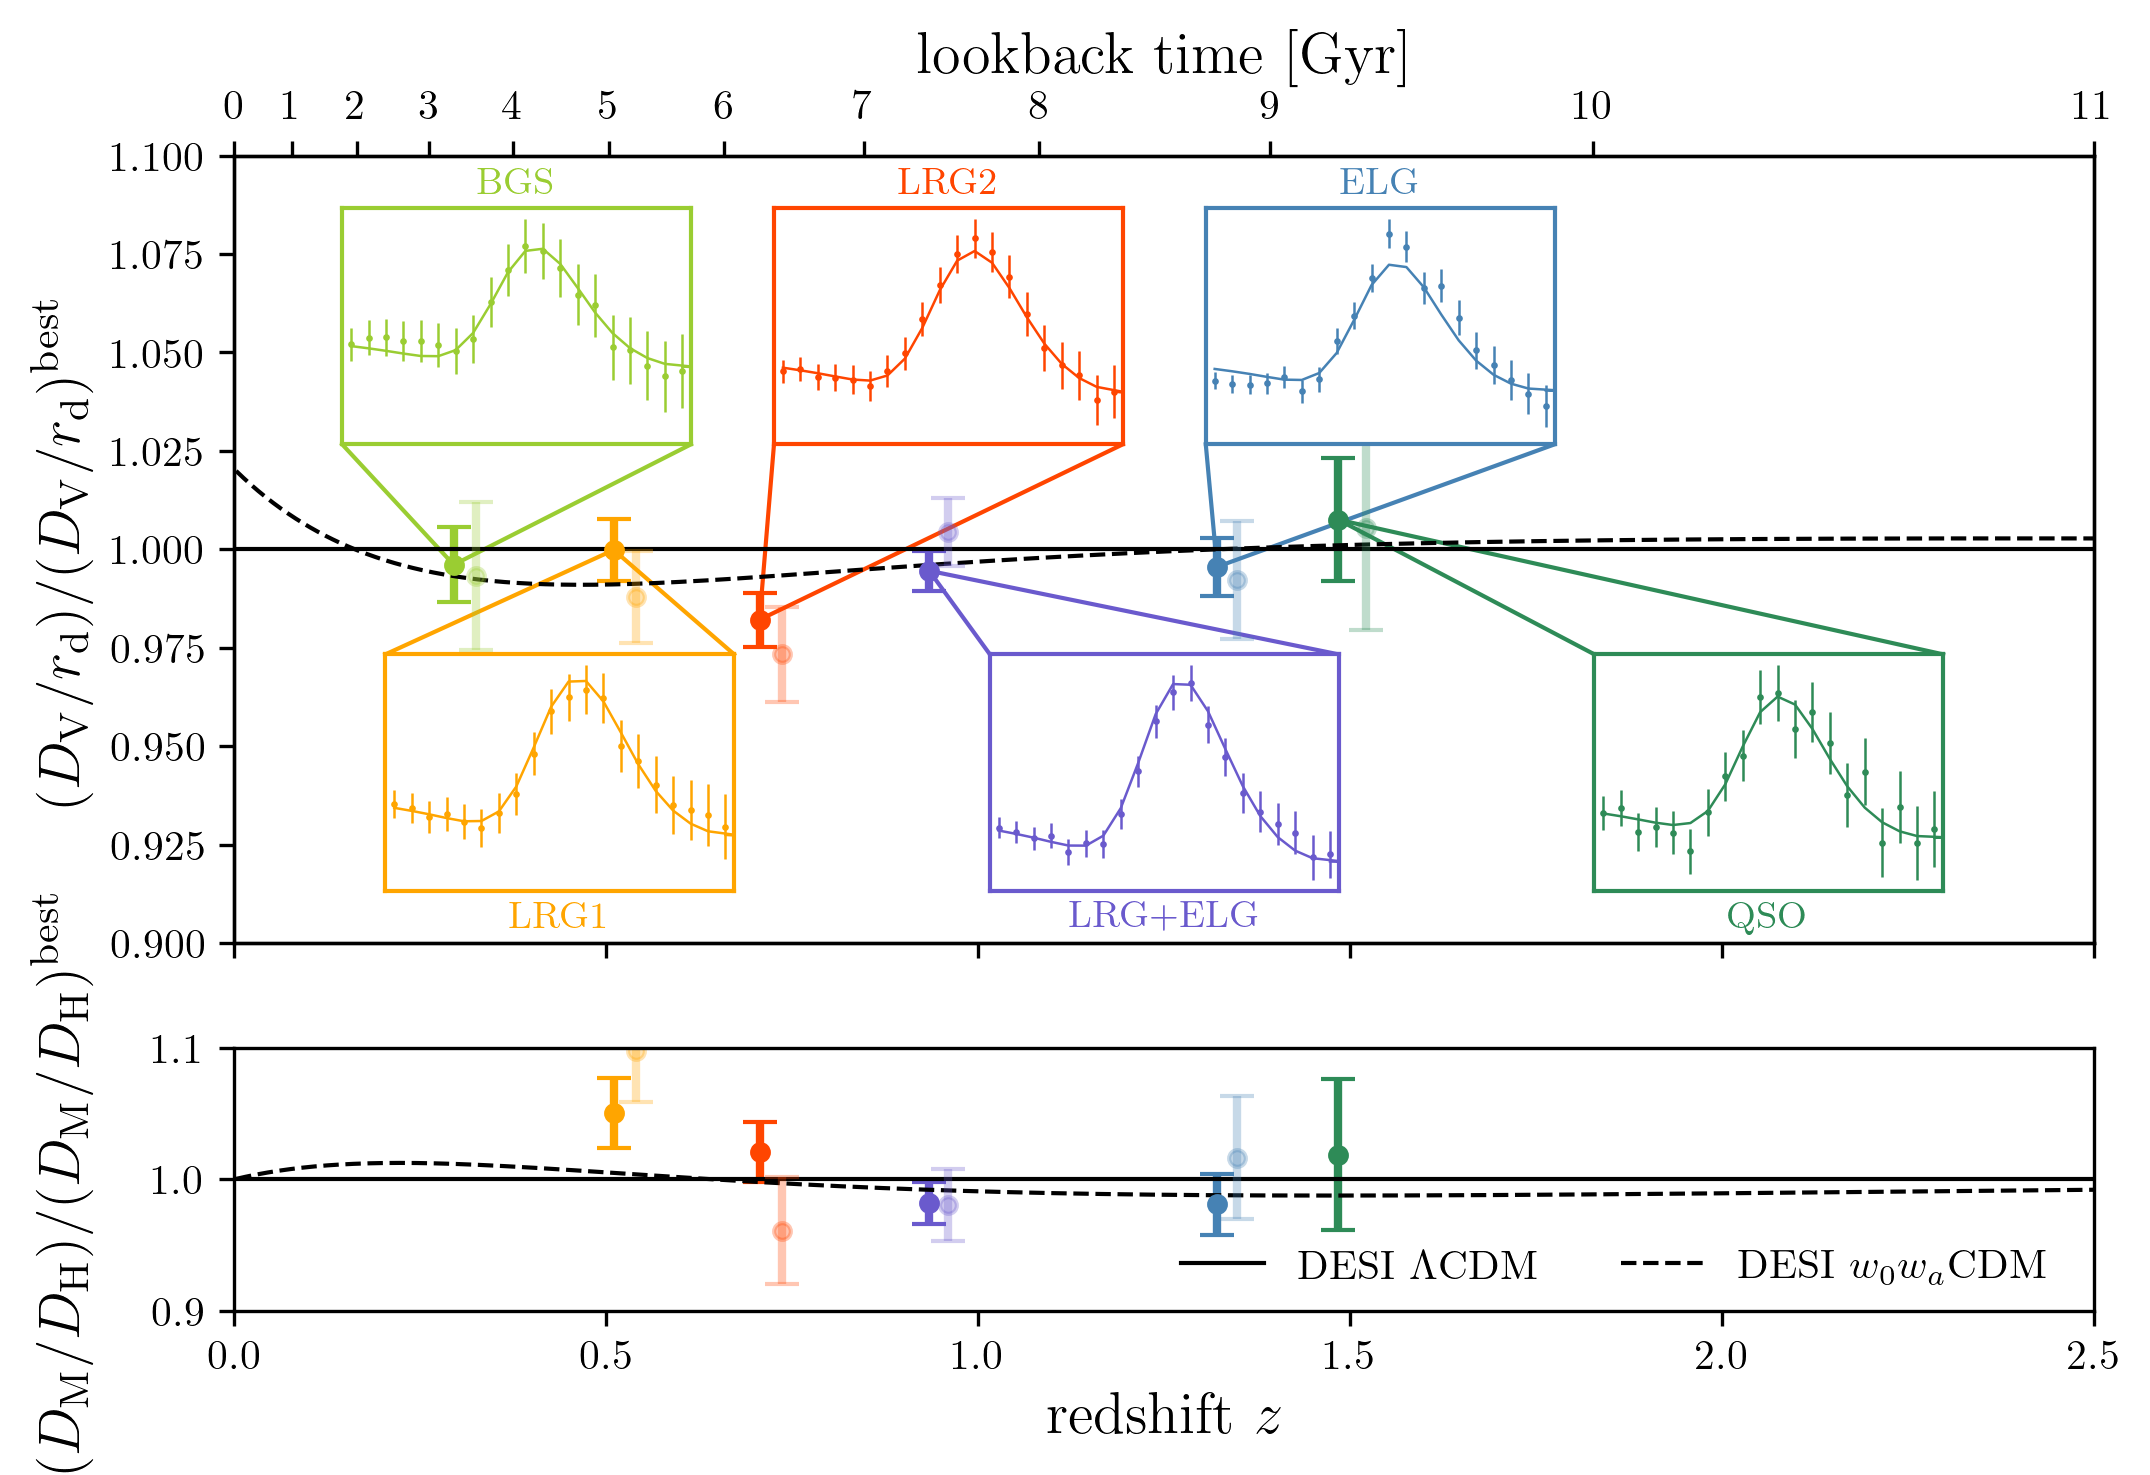 lookback time [Gyr]
0 1 2 3 4 5 6 7 8 9 10 11
(D_V/r_d)/(D_V/r_d)^best
1.100
1.075
1.050
1.025
1.000
0.975
0.950
0.925
0.900
BGS LRG2 ELG
LRG1 LRG+ELG QSO
(D_M/D_H)/(D_M/D_H)^best
1.1
1.0
0.9
DESI ΛCDM DESI w_0w_aCDM
0.0 0.5 1.0 1.5 2.0 2.5
redshift z